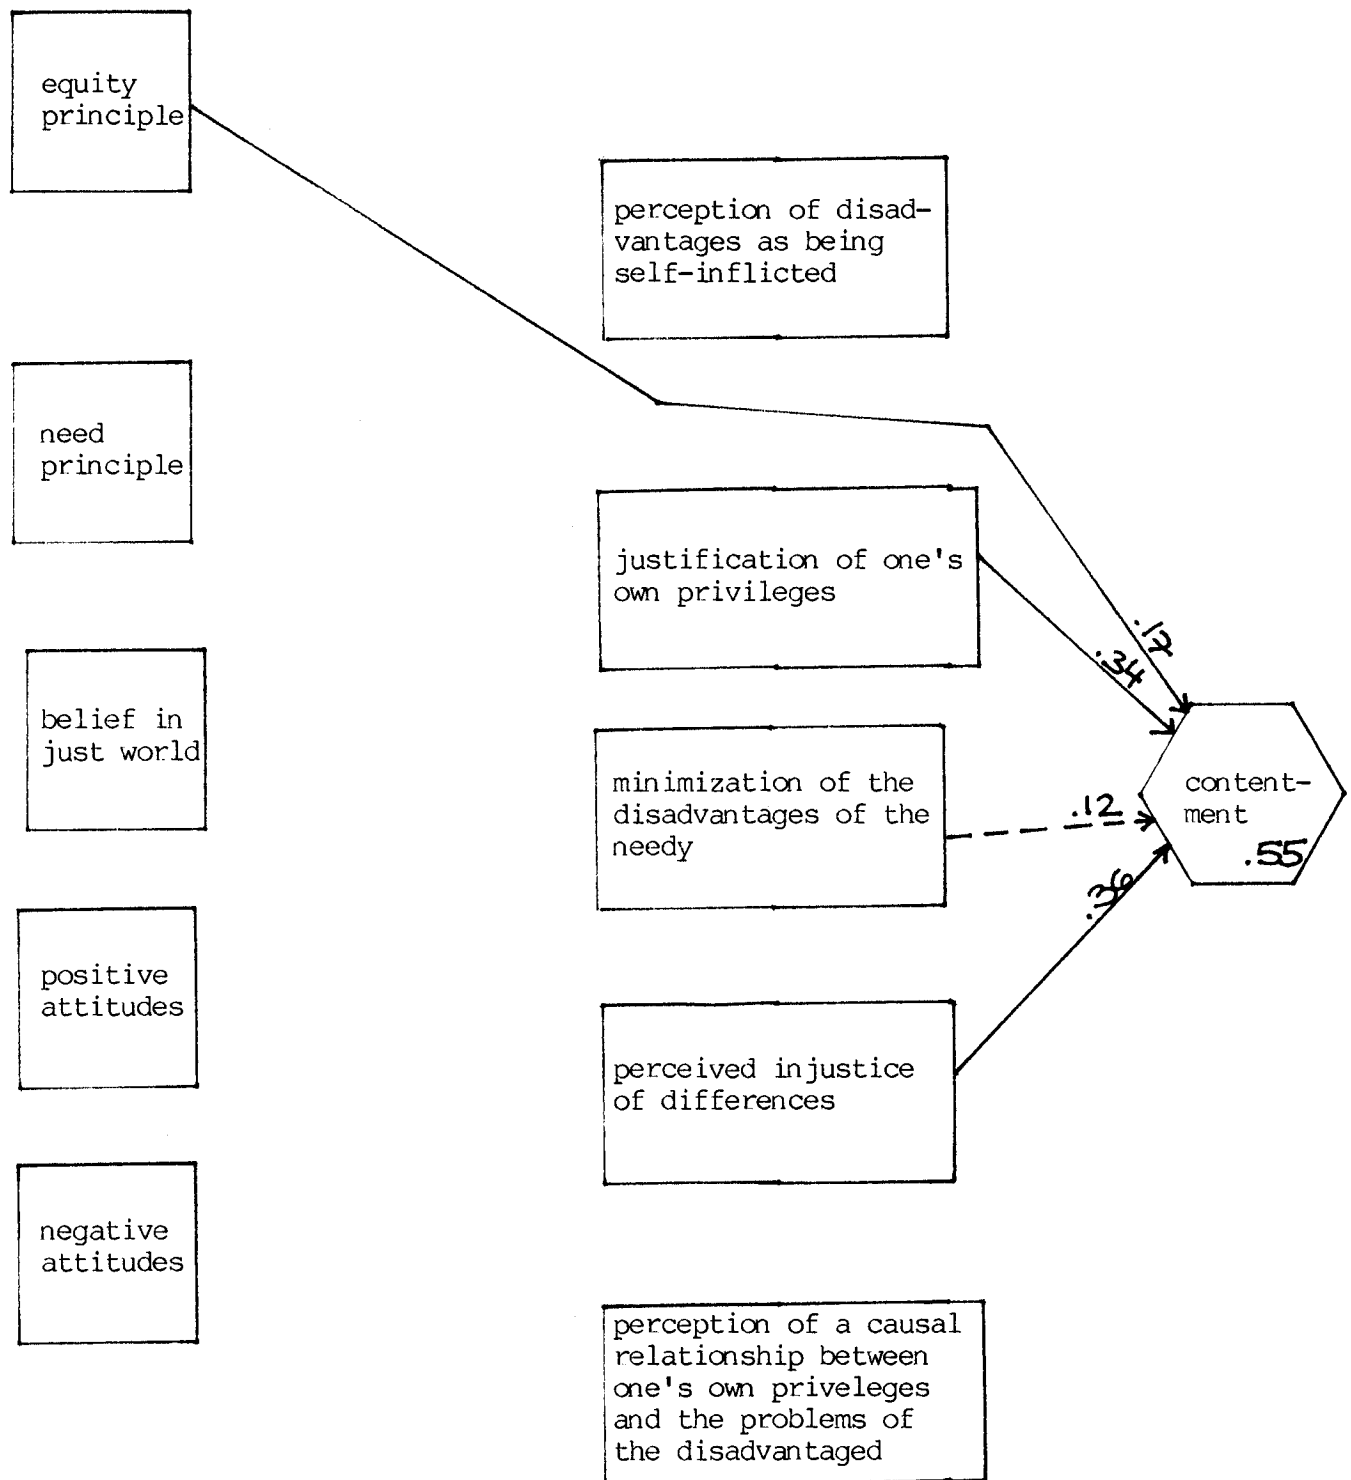 equity
principle
perception of disad-
vantages as being
self-inflicted
need
principle
justification of one's
own privileges
.34
belief in
just world
minimization of the
disadvantages of the
needy
.12
content-
ment
.55
.36
positive
attitudes
perceived injustice
of differences
negative
attitudes
perception of a causal
relationship between
one's own priveleges
and the problems of
the disadvantaged